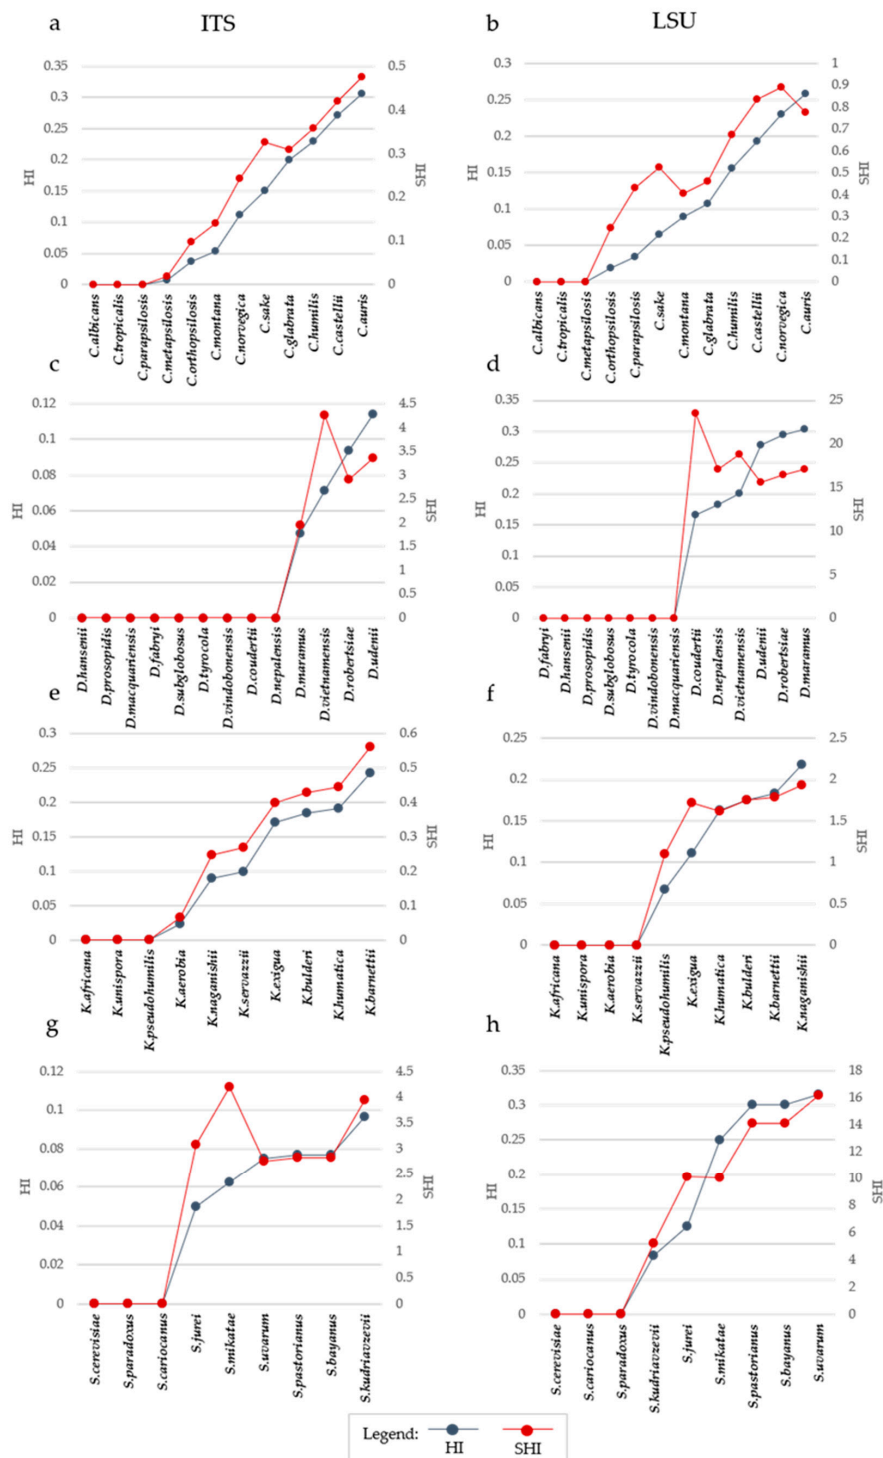 a ITS
0.35 0.5
0.3 0.4
0.25
0.2 0.3
0.15 0.2
0.1
0.05 0.1
0 0
HI
SHI
C.albicans
C.tropicalis
C.parapsilosis
C.metapsilosis
C.orthopsilosis
C.montana
C.norvegica
C.sake
C.glabrata
C.humilis
C.castellii
C.auris
b LSU
0.3 1
0.25 0.9
0.8
0.2 0.7
0.6
0.15 0.5
0.1 0.4
0.3
0.05 0.2
0.1
0 0
HI
SHI
C.albicans
C.tropicalis
C.metapsilosis
C.orthopsilosis
C.parapsilosis
C.sake
C.montana
C.glabrata
C.humilis
C.castellii
C.norvegica
C.auris
c
0.12 4.5
0.1 4
3.5
0.08 3
0.06 2.5
2
0.04 1.5
0.02 1
0.5
0 0
HI
SHI
D.hansenii
D.prosopidis
D.macquariensis
D.fabryi
D.subglobosus
D.tyrocola
D.vindobonensis
D.coudertii
D.nepalensis
D.maramus
D.vietnamensis
D.robertsiae
D.udenii
d
0.35 25
0.3 20
0.25
0.2 15
0.15 10
0.1
0.05 5
0 0
HI
SHI
D.fabryi
D.hansenii
D.prosopidis
D.subglobosus
D.tyrocola
D.vindobonensis
D.macquariensis
D.coudertii
D.nepalensis
D.vietnamensis
D.udenii
D.robertsiae
D.maramus
e
0.3 0.6
0.25 0.5
0.2 0.4
0.15 0.3
0.1 0.2
0.05 0.1
0 0
HI
SHI
K.africana
K.unispora
K.pseudohumilis
K.aerobia
K.naganishii
K.servazzii
K.exigua
K.bulderi
K.humatica
K.barnettii
f
0.25 2.5
0.2 2
0.15 1.5
0.1 1
0.05 0.5
0 0
HI
SHI
K.africana
K.unispora
K.aerobia
K.servazzii
K.pseudohumilis
K.exigua
K.humatica
K.bulderi
K.barnettii
K.naganishii
g
0.12 4.5
0.1 4
3.5
0.08 3
0.06 2.5
2
0.04 1.5
0.02 1
0.5
0 0
HI
SHI
S.cerevisiae
S.paradoxus
S.cariocanus
S.jurei
S.mikatae
S.uvarum
S.pastorianus
S.bayanus
S.kudriavzevii
h
0.35 18
0.3 16
14
0.25 12
0.2 10
0.15 8
6
0.1 4
0.05 2
0 0
HI
SHI
S.cerevisiae
S.cariocanus
S.paradoxus
S.kudriavzevii
S.jurei
S.mikatae
S.pastorianus
S.bayanus
S.uvarum
Legend: HI SHI